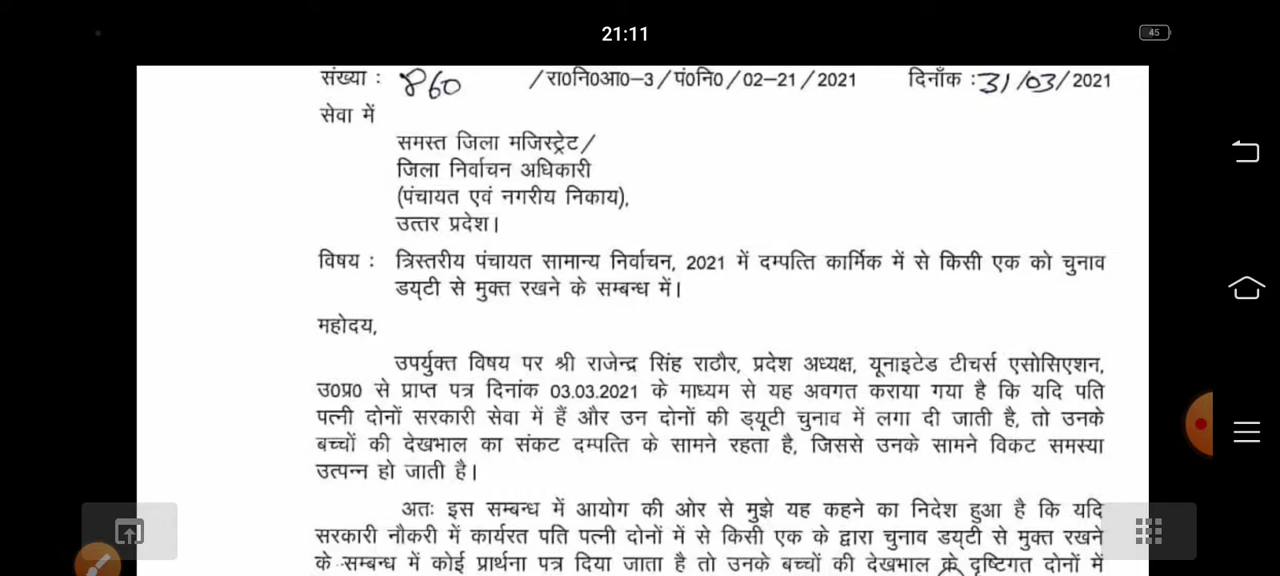 21:11
45
संख्या : 860 /रा0नि0आ0-3/पं0नि0/02-21/2021 दिनाँक :31/03/2021
सेवा में
समस्त जिला मजिस्ट्रेट/
जिला निर्वाचन अधिकारी
(पंचायत एवं नगरीय निकाय),
उत्तर प्रदेश।
विषय : त्रिस्तरीय पंचायत सामान्य निर्वाचन, 2021 में दम्पत्ति कार्मिक में से किसी एक को चुनाव
डयृटी से मुक्त रखने के सम्बन्ध में।
महोदय,
उपर्युक्त विषय पर श्री राजेन्द्र सिंह राठौर, प्रदेश अध्यक्ष, यूनाइटेड टीचर्स एसोसिएशन,
उ0प्र0 से प्राप्त पत्र दिनांक 03.03.2021 के माध्यम से यह अवगत कराया गया है कि यदि पति
पत्नी दोनों सरकारी सेवा में हैं और उन दोनों की ड्यूटी चुनाव में लगा दी जाती है, तो उनके
बच्चों की देखभाल का संकट दम्पत्ति के सामने रहता है, जिससे उनके सामने विकट समस्या
उत्पन्न हो जाती है।
अतः इस सम्बन्ध में आयोग की ओर से मुझे यह कहने का निदेश हुआ है कि यदि
सरकारी नौकरी में कार्यरत पति पत्नी दोनों में से किसी एक के द्वारा चुनाव डयृटी से मुक्त रखने
के सम्बन्ध में कोई प्रार्थना पत्र दिया जाता है तो उनके बच्चों की देखभाल के दृष्टिगत दोनों में